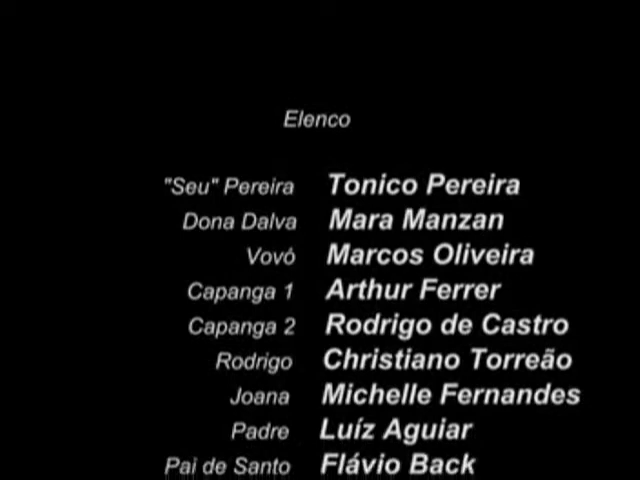 Elenco
"Seu" Pereira Tonico Pereira
Dona Dalva Mara Manzan
Vovó Marcos Oliveira
Capanga 1 Arthur Ferrer
Capanga 2 Rodrigo de Castro
Rodrigo Christiano Torreão
Joana Michelle Fernandes
Padre Luíz Aguiar
Pai de Santo Flávio Back